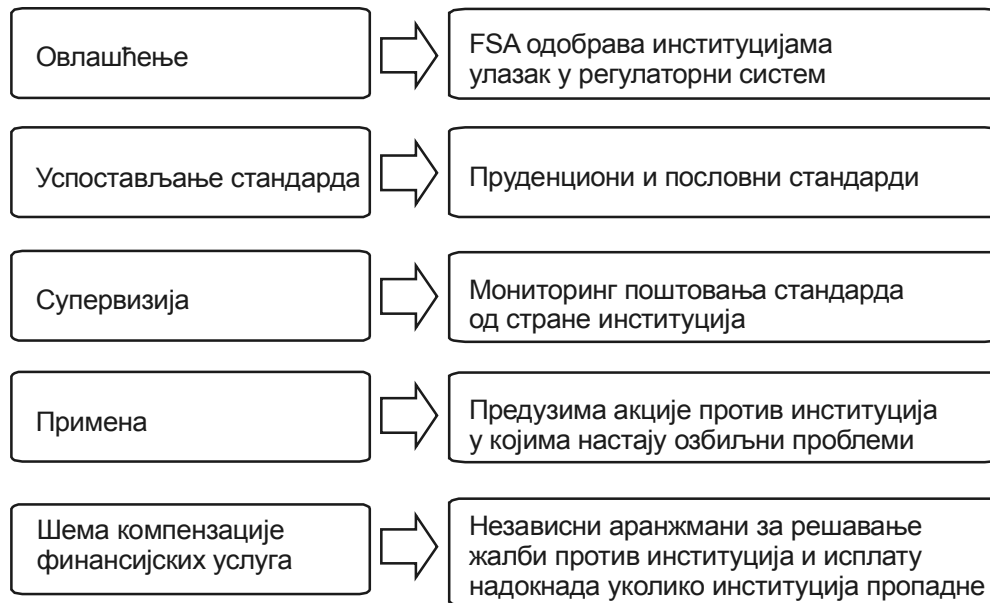 Овлашћење
FSA одобрава институцијама
улазак у регулаторни систем
Успостављање стандарда
Пруденциони и пословни стандарди
Супервизија
Мониторинг поштовања стандарда
од стране институција
Примена
Предузима акције против институција
у којима настају озбиљни проблеми
Шема компензације
финансијских услуга
Независни аранжмани за решавање
жалби против институција и исплату
надокнада уколико институција пропадне